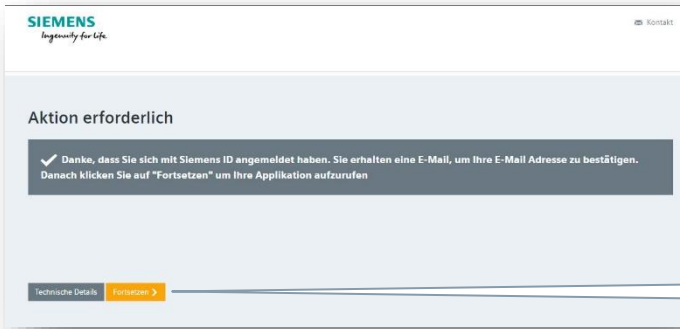 SIEMENS
Ingenuity for life
Kontakt
Aktion erforderlich
Danke, dass Sie sich mit Siemens ID angemeldet haben. Sie erhalten eine E-Mail, um Ihre E-Mail Adresse zu bestätigen.
Danach klicken Sie auf "Fortsetzen" um Ihre Applikation aufzurufen
Technische Details Fortsetzen